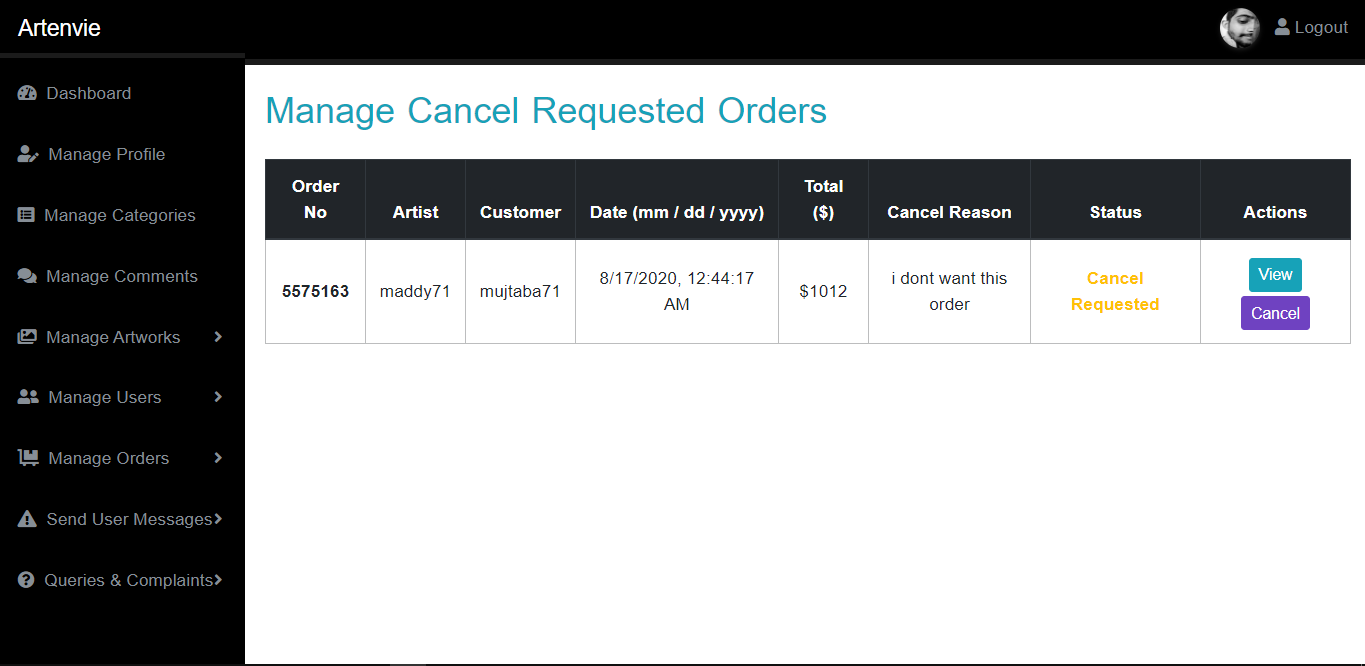 Artenvie
Logout
Dashboard
Manage Profile
Manage Categories
Manage Comments
Manage Artworks
Manage Users
Manage Orders
Send User Messages
Queries & Complaints
Manage Cancel Requested Orders
Order
No
Artist
Customer
Date (mm / dd / yyyy)
Total
($)
Cancel Reason
Status
Actions
5575163
maddy71
mujtaba71
8/17/2020, 12:44:17
AM
$1012
i dont want this
order
Cancel
Requested
View
Cancel